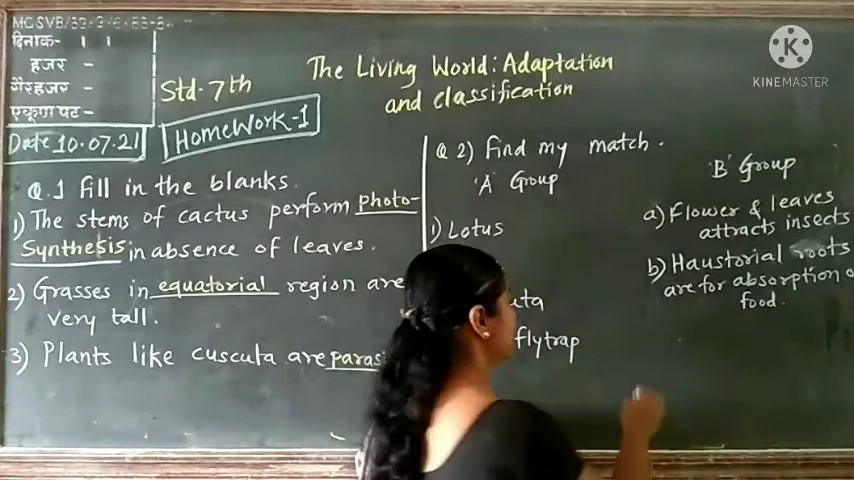 MGSVB/
दिनांक-
हजर -
गैरहजर -
एकूण पट -
Date 10.07.21
Std. 7th
HomeWork-1
The Living World: Adaptation
and classification
Q.1 Fill in the blanks.
1) The stems of cactus perform photo-
Synthesis in absence of leaves.
2) Grasses in equatorial region are
very tall.
3) Plants like cuscuta are paras
Q 2) Find my match.
'A' Group
1) Lotus
flytrap
'B' Group
a) Flower & leaves
attracts insects
b) Haustorial roots
are for absorption
food.
KINEMASTER